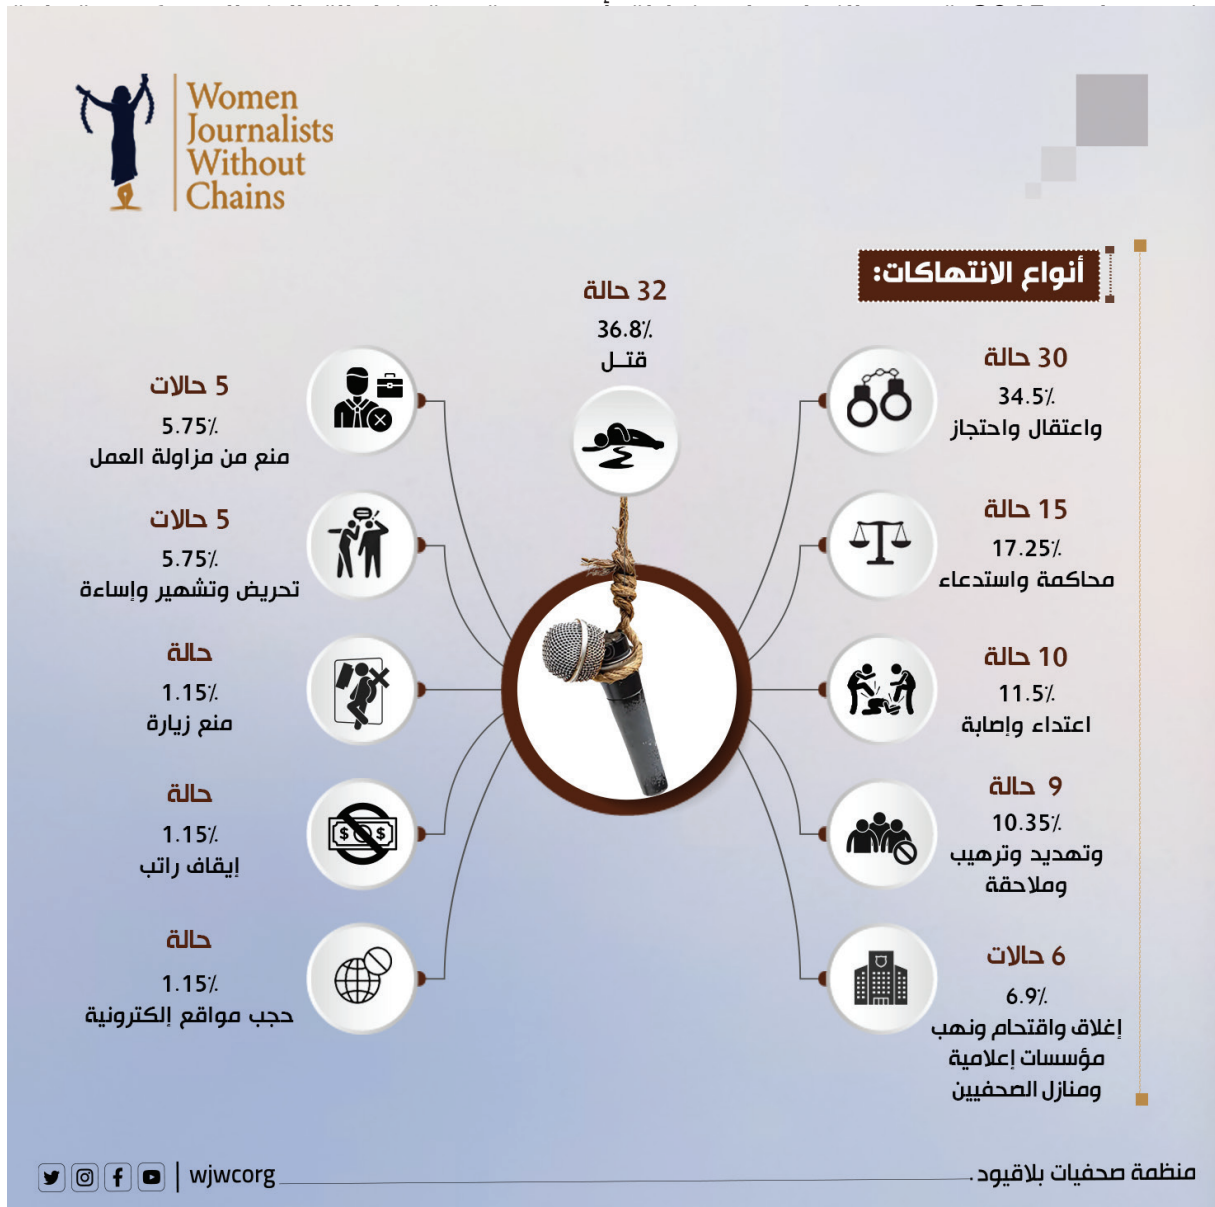 Women
Journalists
Without
Chains
أنواع الانتهاكات:
32 حالة
36.8٪
قتــل
30 حالة
34.5٪
واعتقال واحتجاز
15 حالة
17.25٪
محاكمة واستدعاء
10 حالة
11.5٪
اعتداء وإصابة
9 حالة
10.35٪
وتهديد وترهيب
وملاحقة
6 حالات
6.9٪
إغلاق واقتحام ونهب
مؤسسات إعلامية
ومنازل الصحفيين
5 حالات
5.75٪
منع من مزاولة العمل
5 حالات
5.75٪
تحريض وتشهير وإساءة
حالة
1.15٪
منع زيارة
حالة
1.15٪
إيقاف راتب
حالة
1.15٪
حجب مواقع إلكترونية
منظمة صحفيات بلاقيود.
wjwcorg